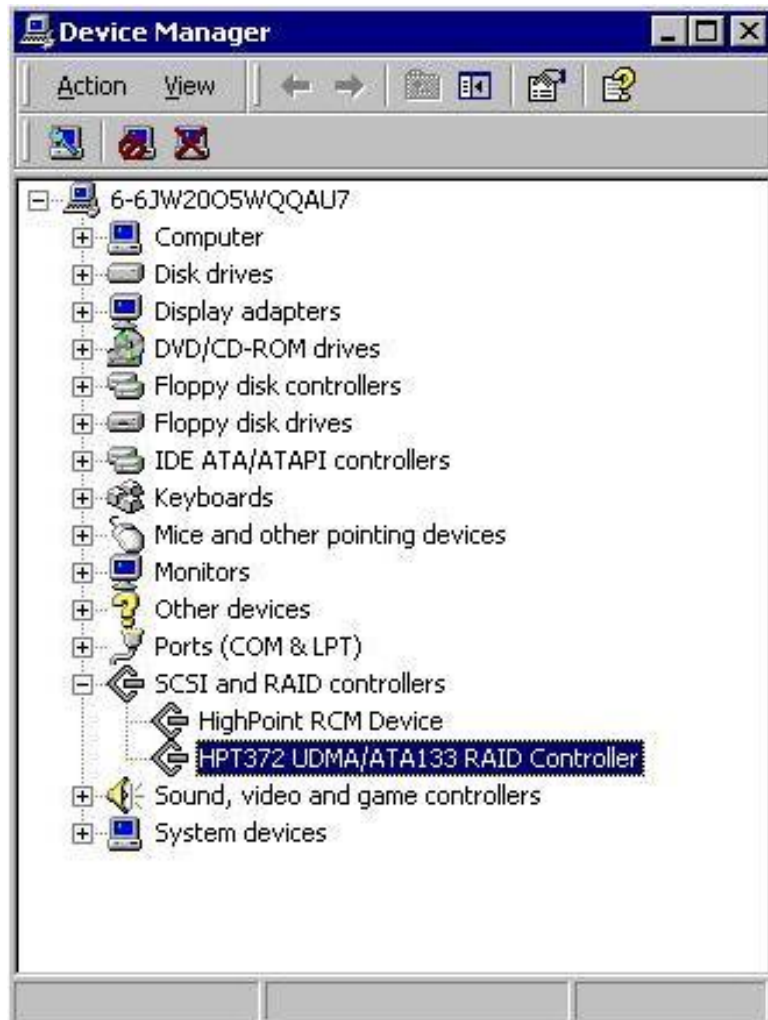 Device Manager
Action View
6-6JW20O5WQQAU7
Computer
Disk drives
Display adapters
DVD/CD-ROM drives
Floppy disk controllers
Floppy disk drives
IDE ATA/ATAPI controllers
Keyboards
Mice and other pointing devices
Monitors
Other devices
Ports (COM & LPT)
SCSI and RAID controllers
HighPoint RCM Device
HPT372 UDMA/ATA133 RAID Controller
Sound, video and game controllers
System devices